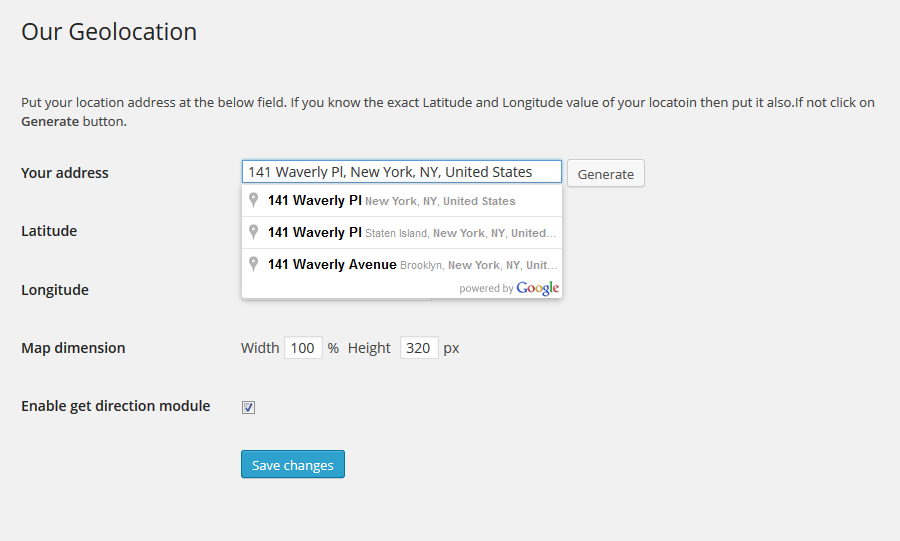 Our Geolocation
Put your location address at the below field. If you know the exact Latitude and Longitude value of your locatoin then put it also.If not click on
Generate button.
Your address 141 Waverly Pl, New York, NY, United States Generate
141 Waverly Pl New York, NY, United States
141 Waverly Pl Staten Island, New York, NY, United...
Latitude
141 Waverly Avenue Brooklyn, New York, NY, Unit...
powered by Google
Longitude
Map dimension Width 100 % Height 320 px
Enable get direction module
Save changes